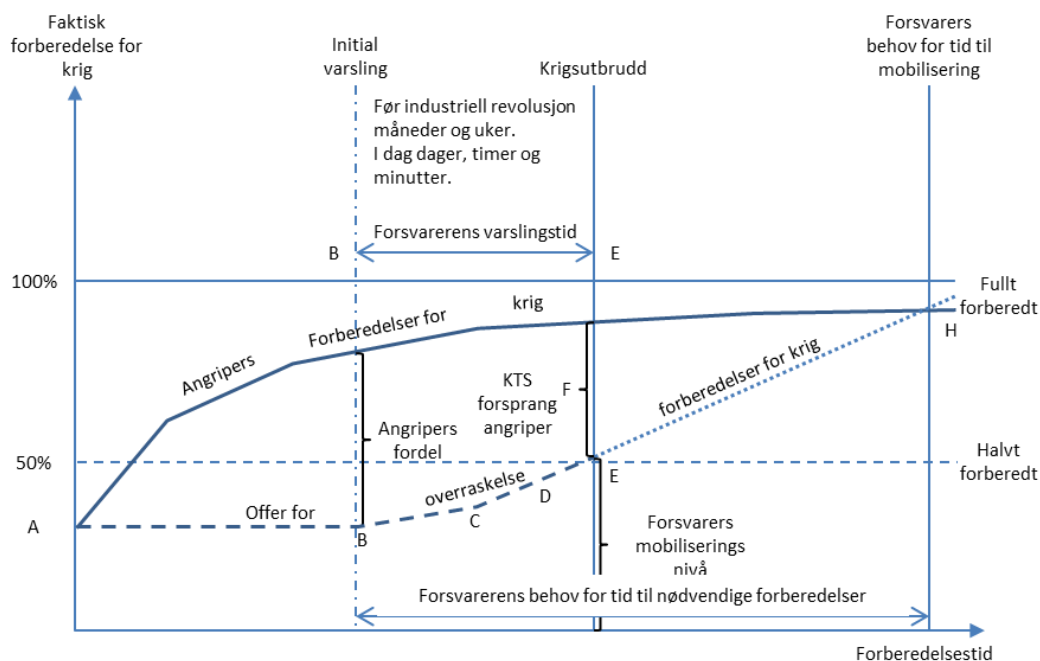 Faktisk
forberedelse for
krig
Initial
varsling
Krigsutbrudd
Forsvarers
behov for tid til
mobilisering
Før industriell revolusjon
måneder og uker.
I dag dager, timer og
minutter.
Forsvarerens varslingstid
B
E
100%
Fullt
forberedt
Angripers
Forberedelser for
krig
H
KTS
forsprang
angriper
F
forberedelser for krig
Angripers
fordel
50%
Halvt
forberedt
A
Offer for
overraskelse
B
C
D
E
Forsvarers
mobiliserings
nivå
Forsvarerens behov for tid til nødvendige forberedelser
Forberedelsestid